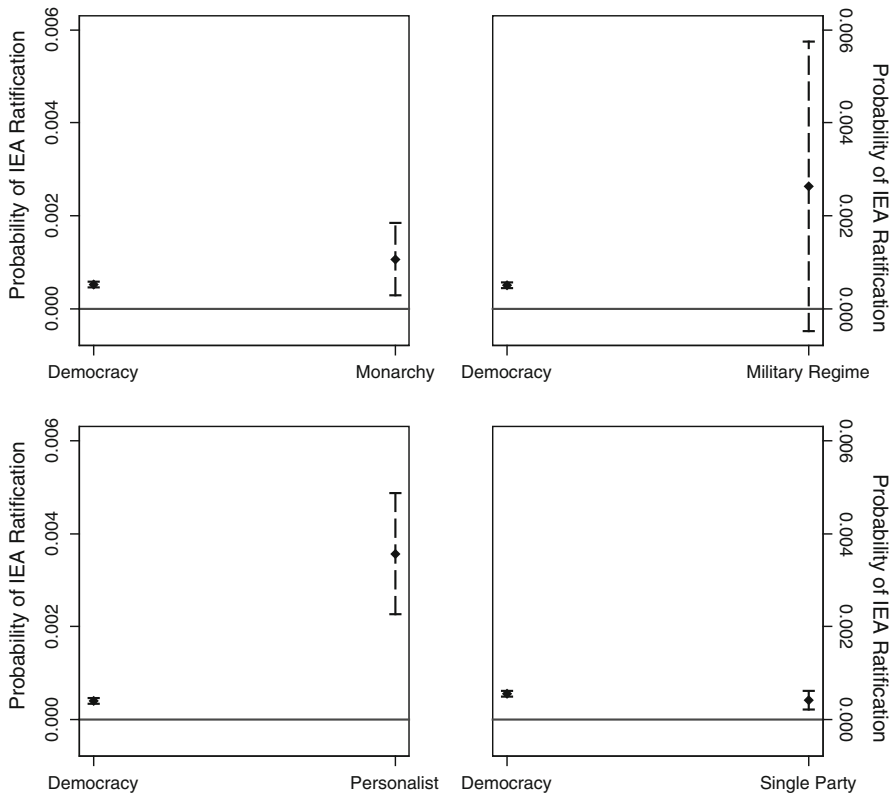 Probability of IEA Ratification
0.006
0.004
0.002
0.000
Democracy
Monarchy
Probability of IEA Ratification
0.006
0.004
0.002
0.000
Democracy
Military Regime
Probability of IEA Ratification
0.006
0.004
0.002
0.000
Democracy
Personalist
Probability of IEA Ratification
0.006
0.004
0.002
0.000
Democracy
Single Party